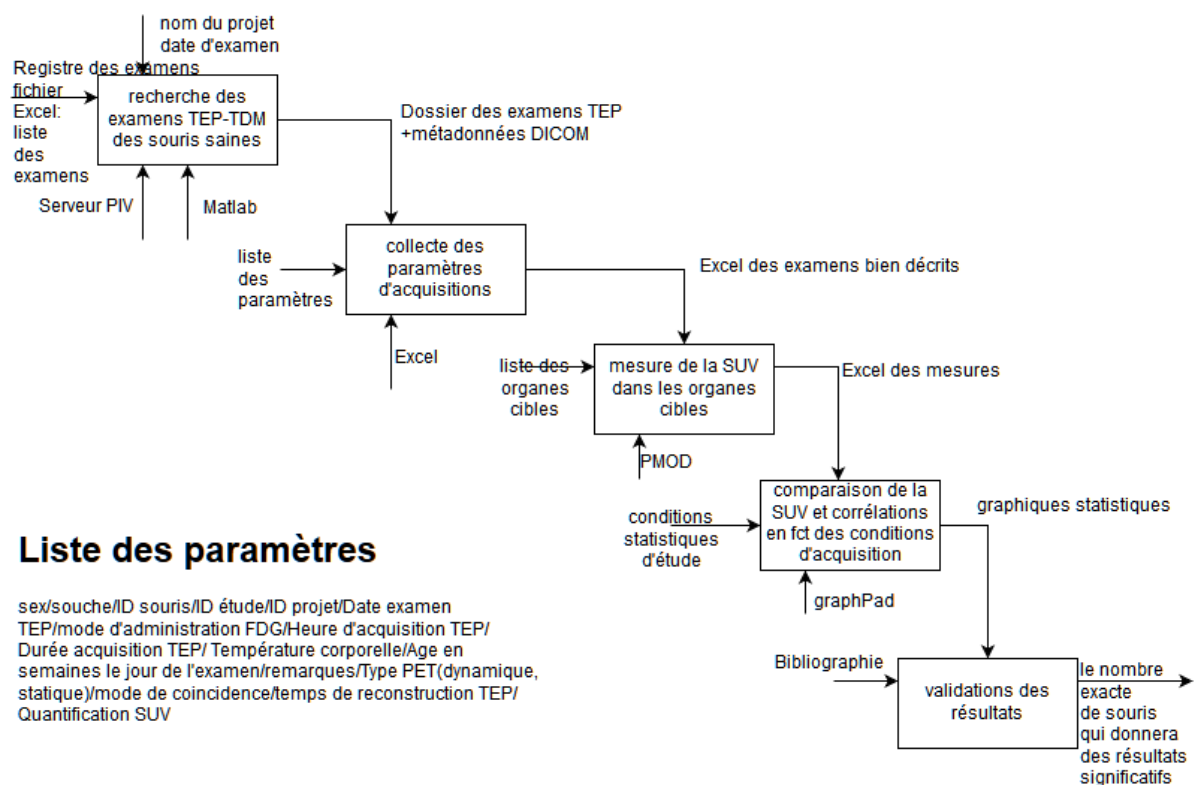 nom du projet
date d'examen
Registre des examens
fichier
Excel:
liste
des
examens
recherche des
examens TEP-TDM
des souris saines
Serveur PIV
Matlab
Dossier des examens TEP
+métadonnées DICOM
liste
des
paramètres
collecte des
paramètres
d'acquisitions
Excel
Excel des examens bien décrits
liste des
organes
cibles
mesure de la SUV
dans les organes
cibles
PMOD
Excel des mesures
conditions
statistiques
d'étude
comparaison de la
SUV et corrélations
en fct des conditions
d'acquisition
graphPad
graphiques statistiques
Bibliographie
validations des
résultats
le nombre
exacte
de souris
qui donnera
des résultats
significatifs
Liste des paramètres
sex/souche/ID souris/ID étude/ID projet/Date examen
TEP/mode d'administration FDG/Heure d'acquisition TEP/
Durée acquisition TEP/ Température corporelle/Age en
semaines le jour de l'examen/remarques/Type PET(dynamique,
statique)/mode de coincidence/temps de reconstruction TEP/
Quantification SUV